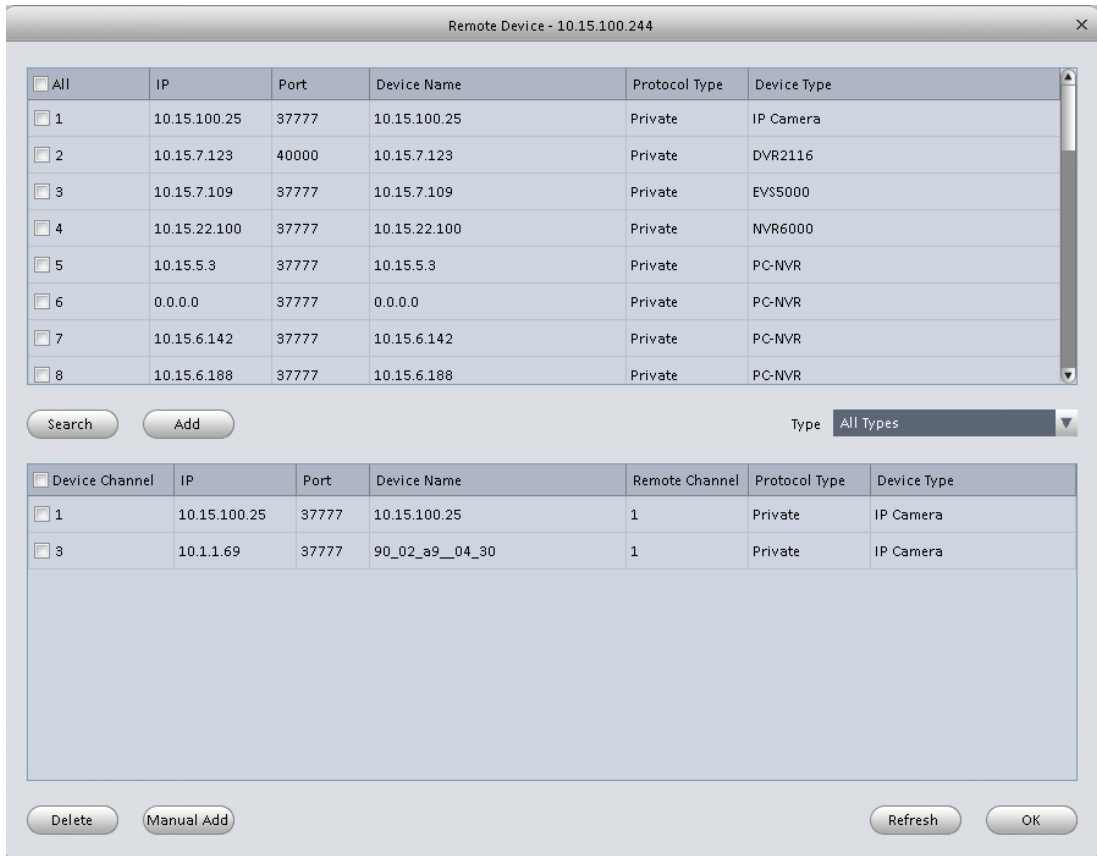 Remote Device - 10.15.100.244
All IP Port Device Name Protocol Type Device Type
1 10.15.100.25 37777 10.15.100.25 Private IP Camera
2 10.15.7.123 40000 10.15.7.123 Private DVR2116
3 10.15.7.109 37777 10.15.7.109 Private EVS5000
4 10.15.22.100 37777 10.15.22.100 Private NVR6000
5 10.15.5.3 37777 10.15.5.3 Private PC-NVR
6 0.0.0.0 37777 0.0.0.0 Private PC-NVR
7 10.15.6.142 37777 10.15.6.142 Private PC-NVR
8 10.15.6.188 37777 10.15.6.188 Private PC-NVR
Search Add Type All Types
Device Channel IP Port Device Name Remote Channel Protocol Type Device Type
1 10.15.100.25 37777 10.15.100.25 1 Private IP Camera
3 10.1.1.69 37777 90_02_a9__04_30 1 Private IP Camera
Delete Manual Add Refresh OK